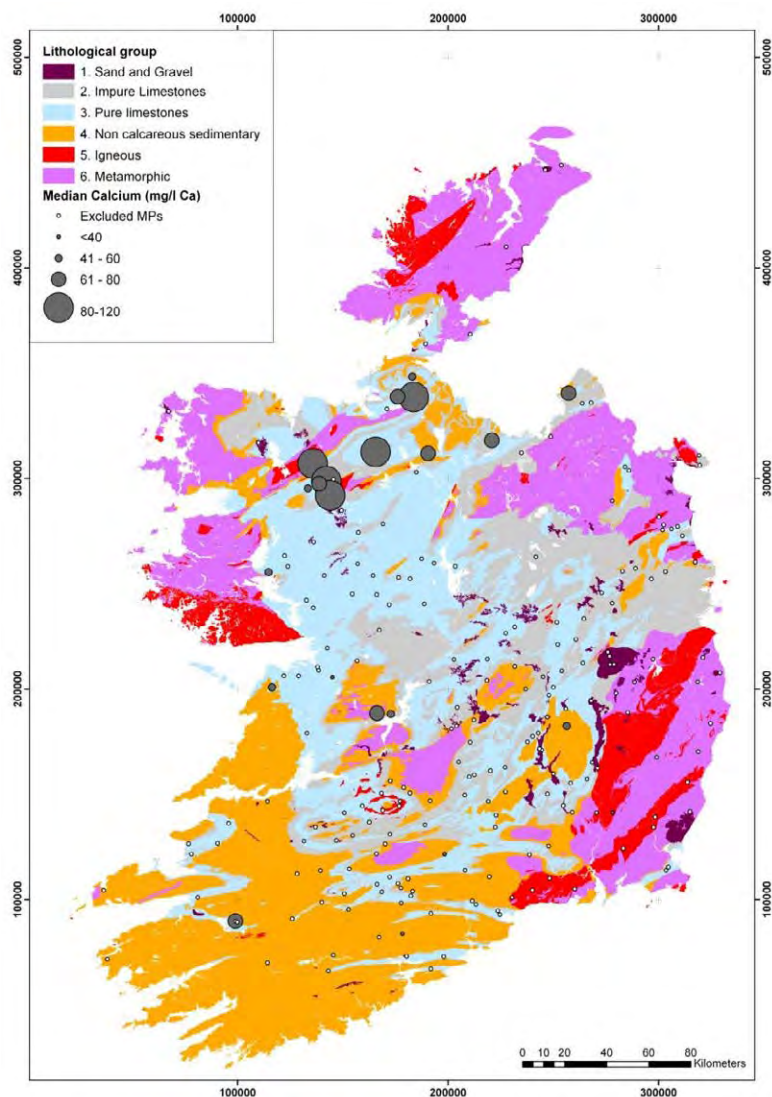 100000 200000 300000
Lithological group
1. Sand and Gravel
2. Impure Limestones
3. Pure limestones
4. Non calcareous sedimentary
5. Igneous
6. Metamorphic
Median Calcium (mg/l Ca)
Excluded MPs
<40
41 - 60
61 - 80
80-120
500000 500000
400000 400000
300000 300000
200000 200000
100000 100000
0 10 20 40 60 80
Kilometers
100000 200000 300000